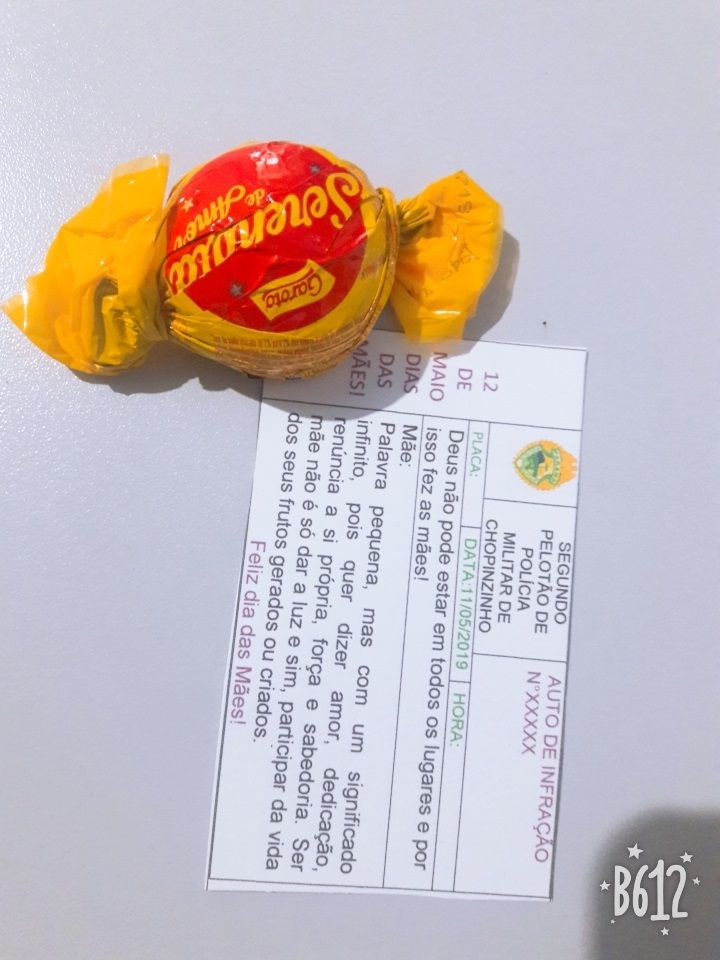 Serenata
de
Amor
Garoto
SEGUNDO
PELOTÃO DE
POLÍCIA
MILITAR DE
CHOPINZINHO
AUTO DE INFRAÇÃO
N°XXXXX
12
DE
MAIO
DIAS
DAS
MÃES!
PLACA:
DATA:11/05/2019
HORA:
Deus não pode estar em todos os lugares e por
isso fez as mães!
Mãe:
Palavra pequena, mas com um significado
infinito, pois quer dizer amor, dedicação,
renúncia a si própria, força e sabedoria. Ser
mãe não é só dar a luz e sim, participar da vida
dos seus frutos gerados ou criados.
Feliz dia das Mães!
B612